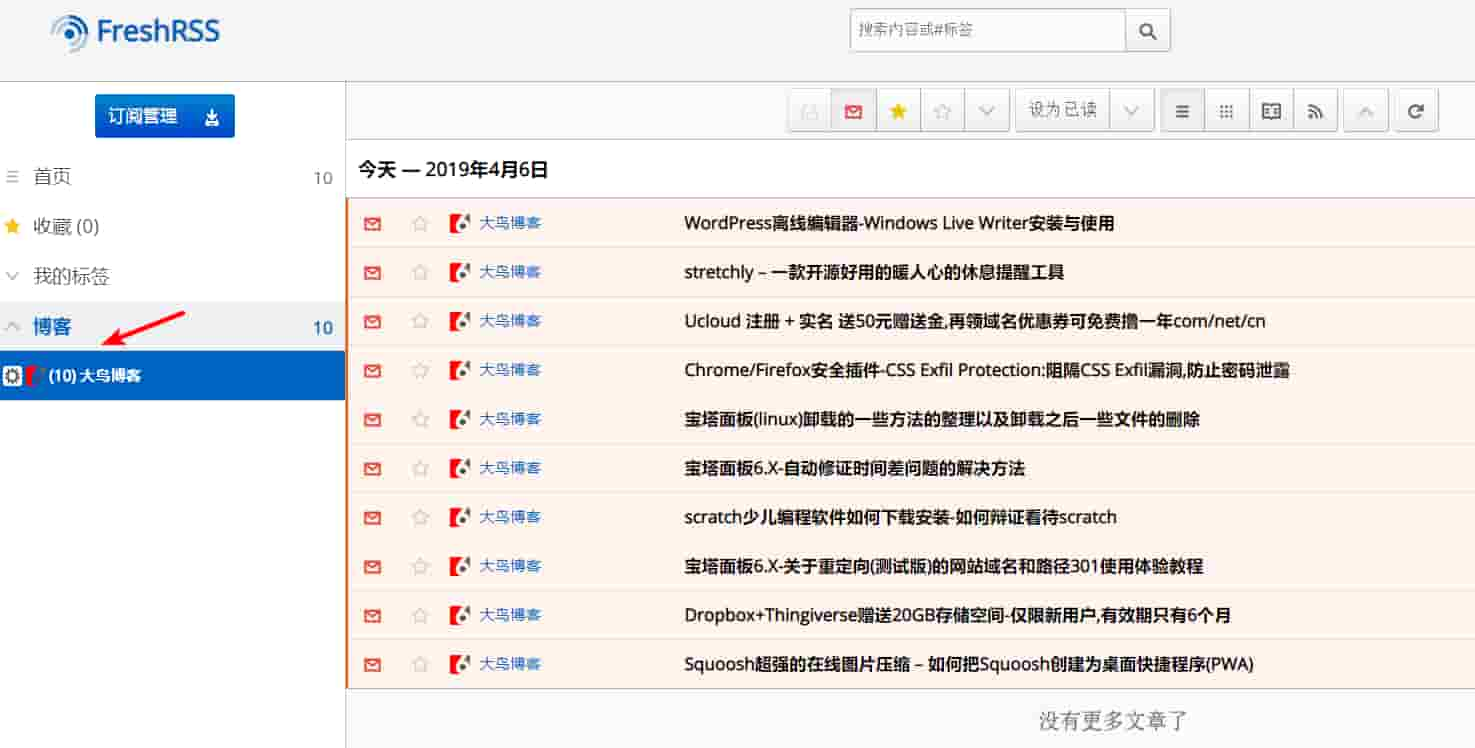 FreshRSS
搜索内容或#标签
订阅管理
设为已读
首页 10
收藏 (0)
我的标签
博客 10
(10) 大鸟博客
今天 — 2019年4月6日
大鸟博客 WordPress离线编辑器-Windows Live Writer安装与使用
大鸟博客 stretchly – 一款开源好用的暖人心的休息提醒工具
大鸟博客 Ucloud 注册 + 实名 送50元赠送金,再领域名优惠券可免费撸一年com/net/cn
大鸟博客 Chrome/Firefox安全插件-CSS Exfil Protection:阻隔CSS Exfil漏洞,防止密码泄露
大鸟博客 宝塔面板(linux)卸载的一些方法的整理以及卸载之后一些文件的删除
大鸟博客 宝塔面板6.X-自动修证时间差问题的解决方法
大鸟博客 scratch少儿编程软件如何下载安装-如何辩证看待scratch
大鸟博客 宝塔面板6.X-关于重定向(测试版)的网站域名和路径301使用体验教程
大鸟博客 Dropbox+Thingiverse赠送20GB存储空间-仅限新用户,有效期只有6个月
大鸟博客 Squoosh超强的在线图片压缩 – 如何把Squoosh创建为桌面快捷程序(PWA)
没有更多文章了